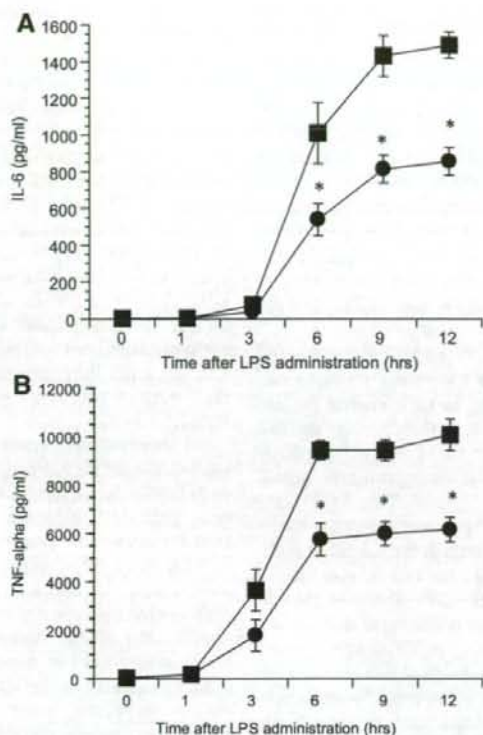 A
1600
1400
1200
1000
800
600
400
200
0
IL-6 (pg/ml)
*
*
*
0 1 3 6 9 12
Time after LPS administration (hrs)
B
12000
10000
8000
6000
4000
2000
0
TNF-alpha (pg/ml)
*
*
*
0 1 3 6 9 12
Time after LPS administration (hrs)